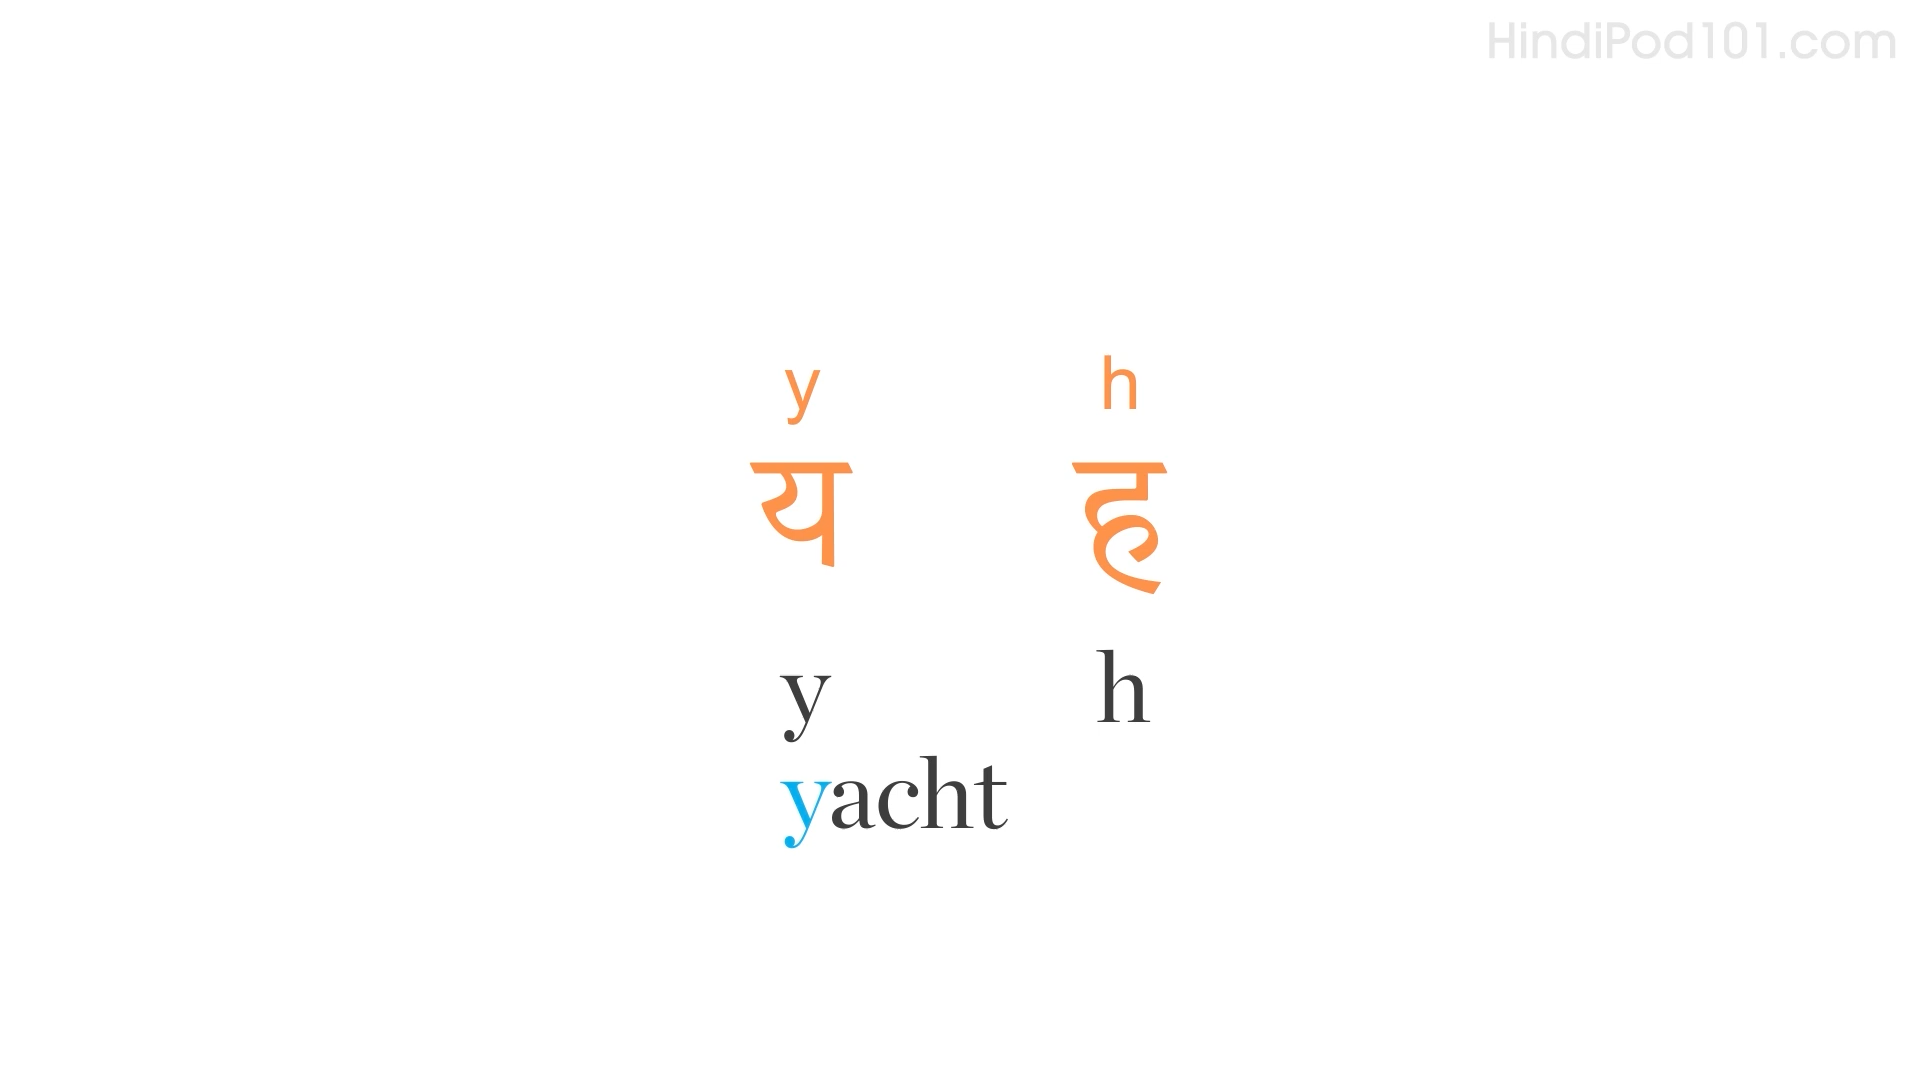 HindiPod101.com
y h
य ह
y h
yacht